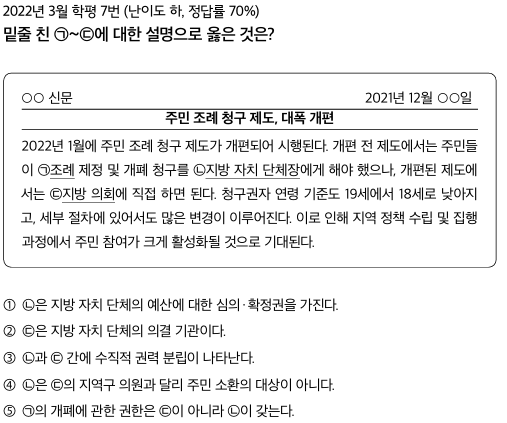 2022년 3월 학평 7번 (난이도 하, 정답률 70%)
밑줄 친 ㉠~㉢에 대한 설명으로 옳은 것은?
○○ 신문 2021년 12월 ○○일
주민 조례 청구 제도, 대폭 개편
2022년 1월에 주민 조례 청구 제도가 개편되어 시행된다. 개편 전 제도에서는 주민들
이 ㉠조례 제정 및 개폐 청구를 ㉡지방 자치 단체장에게 해야 했으나, 개편된 제도에
서는 ㉢지방 의회에 직접 하면 된다. 청구권자 연령 기준도 19세에서 18세로 낮아지
고, 세부 절차에 있어서도 많은 변경이 이루어진다. 이로 인해 지역 정책 수립 및 집행
과정에서 주민 참여가 크게 활성화될 것으로 기대된다.
① ㉡은 지방 자치 단체의 예산에 대한 심의·확정권을 가진다.
② ㉢은 지방 자치 단체의 의결 기관이다.
③ ㉡과 ㉢ 간에 수직적 권력 분립이 나타난다.
④ ㉡은 ㉢의 지역구 의원과 달리 주민 소환의 대상이 아니다.
⑤ ㉠의 개폐에 관한 권한은 ㉢이 아니라 ㉡이 갖는다.